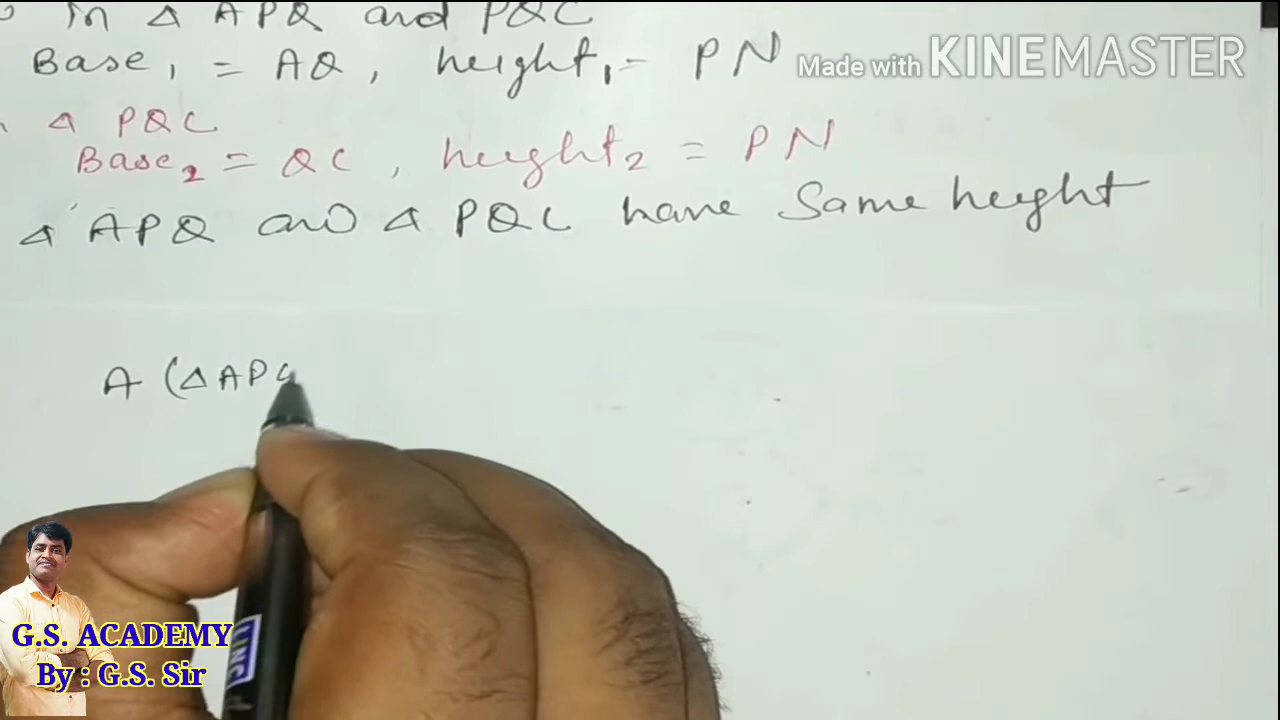 in Δ APQ and PQC
Base₁ = AQ, height₁ = PN
Δ PQC
Base₂ = QC, height₂ = PN
Δ APQ and Δ PQC have Same height
A (Δ APQ
Made with KINEMASTER
LINC
G.S. ACADEMY
By : G.S. Sir